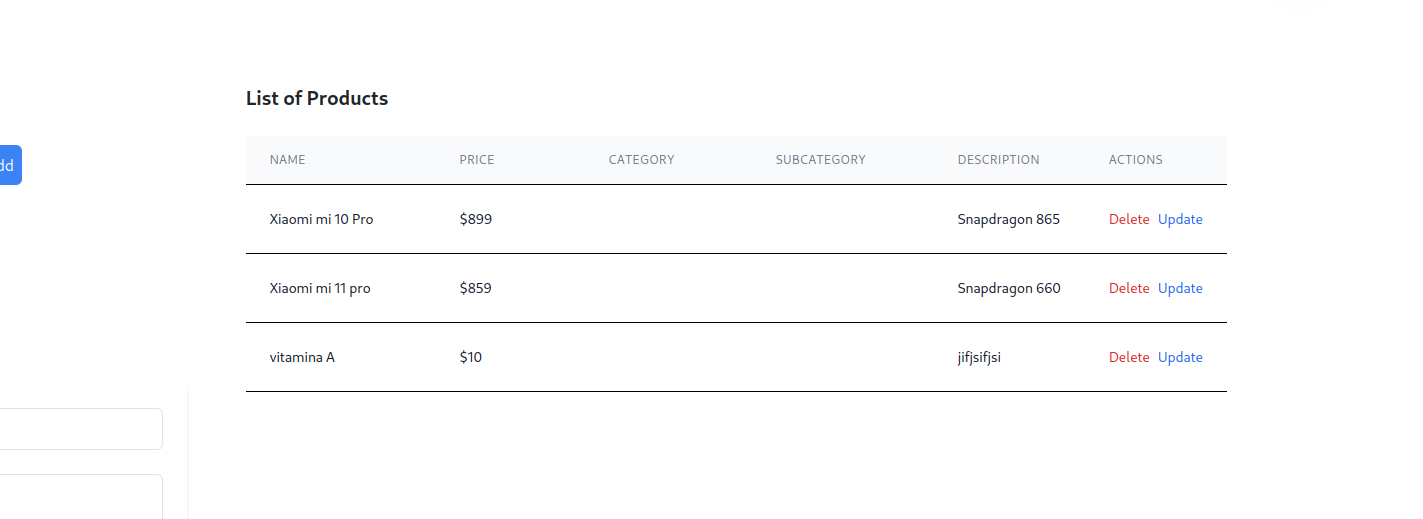 List of Products
NAME PRICE CATEGORY SUBCATEGORY DESCRIPTION ACTIONS
dd
Xiaomi mi 10 Pro $899 Snapdragon 865 Delete Update
Xiaomi mi 11 pro $859 Snapdragon 660 Delete Update
vitamina A $10 jifjsifjsi Delete Update